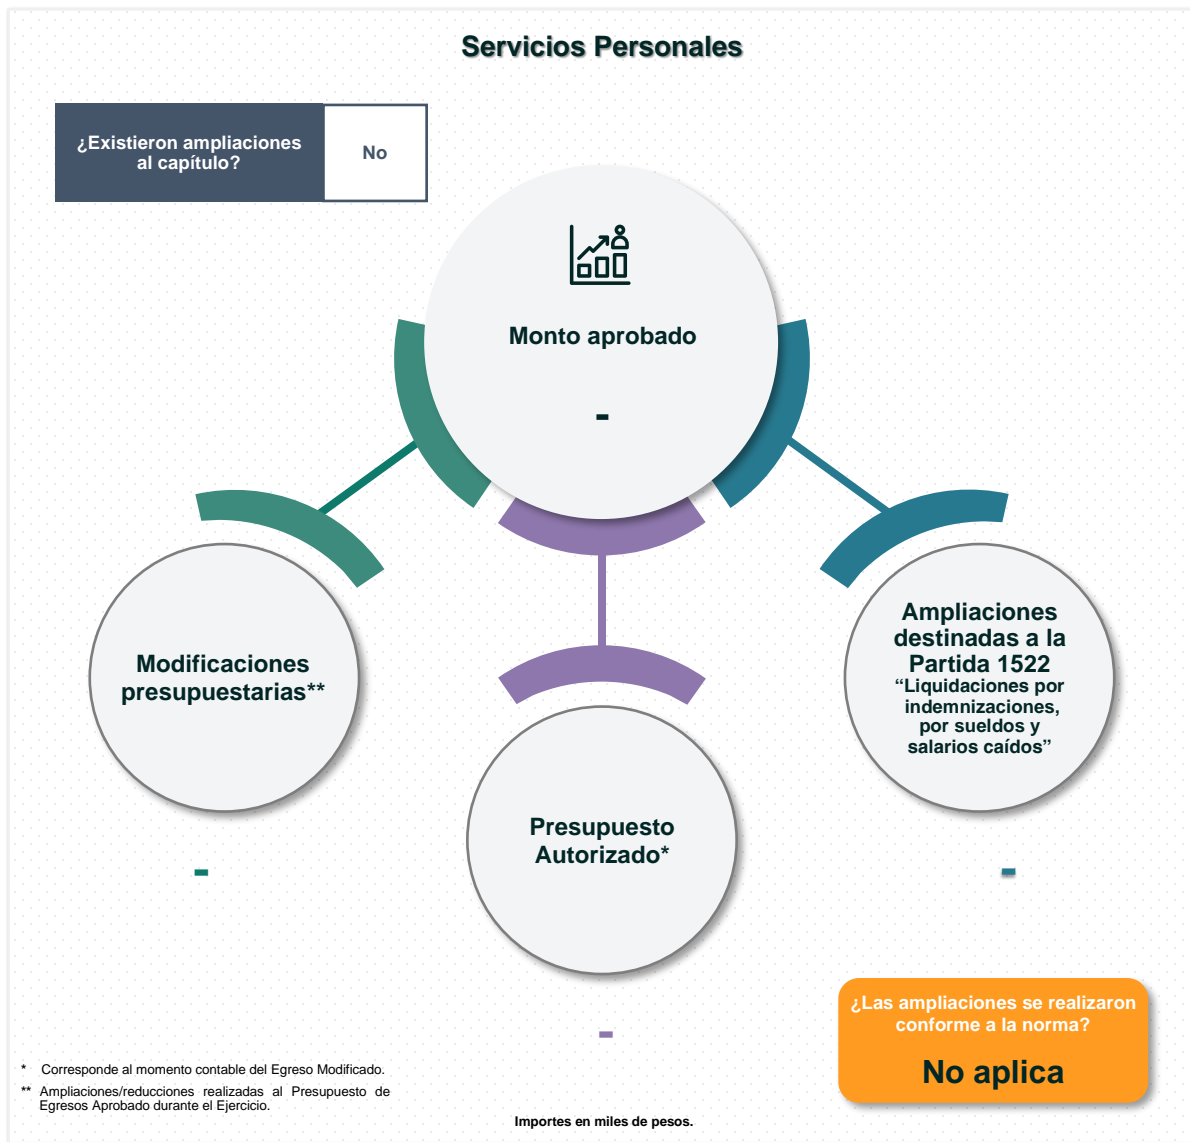 Servicios Personales
¿Existieron ampliaciones
al capítulo?
No
Monto aprobado
-
Modificaciones
presupuestarias**
-
Presupuesto
Autorizado*
-
Ampliaciones
destinadas a la
Partida 1522
“Liquidaciones por
indemnizaciones,
por sueldos y
salarios caídos”
-
¿Las ampliaciones se realizaron
conforme a la norma?
No aplica
* Corresponde al momento contable del Egreso Modificado.
** Ampliaciones/reducciones realizadas al Presupuesto de
Egresos Aprobado durante el Ejercicio.
Importes en miles de pesos.